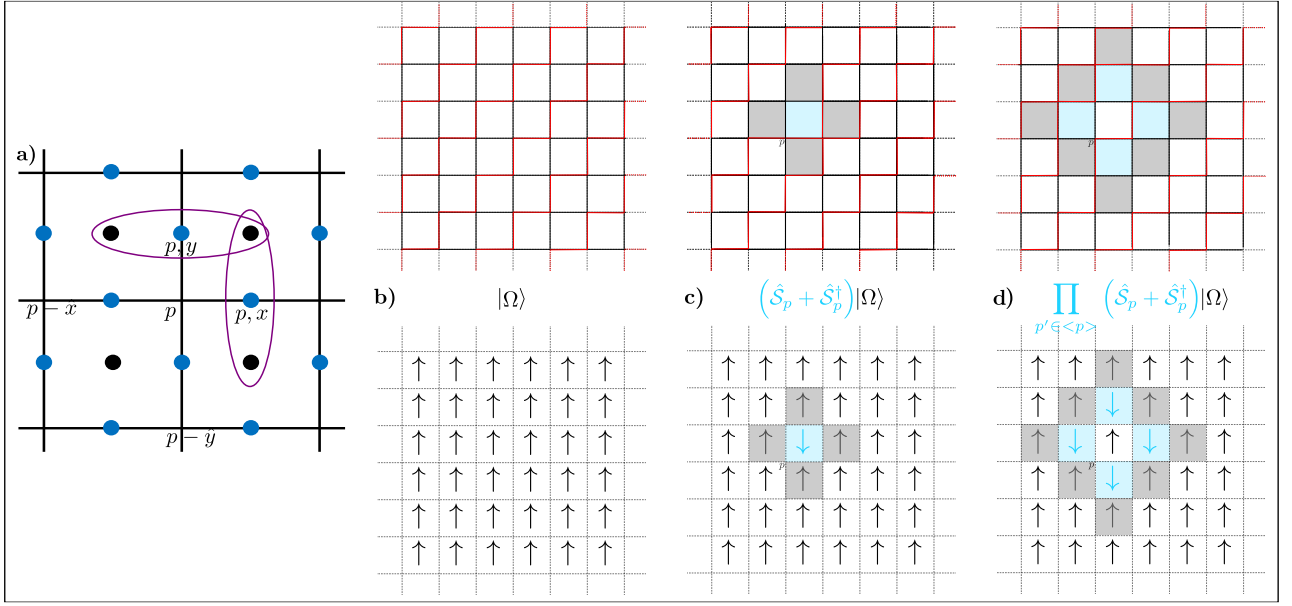 a)
p, y
p − x
p
p, x
p − ŷ
b)
|Ω⟩
↑ ↑ ↑ ↑ ↑ ↑
↑ ↑ ↑ ↑ ↑ ↑
↑ ↑ ↑ ↑ ↑ ↑
↑ ↑ ↑ ↑ ↑ ↑
↑ ↑ ↑ ↑ ↑ ↑
↑ ↑ ↑ ↑ ↑ ↑
p
c)
(Ŝ_p + Ŝ_p^†)|Ω⟩
↑ ↑ ↑ ↑ ↑ ↑
↑ ↑ ↑ ↑ ↑ ↑
↑ ↑ ↓ ↑ ↑ ↑
p
↑ ↑ ↑ ↑ ↑ ↑
↑ ↑ ↑ ↑ ↑ ↑
↑ ↑ ↑ ↑ ↑ ↑
p
d)
∏ (Ŝ_p + Ŝ_p^†)|Ω⟩
p′∈<p>
↑ ↑ ↑ ↑ ↑ ↑
↑ ↑ ↓ ↑ ↑ ↑
↑ ↓ ↑ ↓ ↑ ↑
p
↑ ↑ ↓ ↑ ↑ ↑
↑ ↑ ↑ ↑ ↑ ↑
↑ ↑ ↑ ↑ ↑ ↑